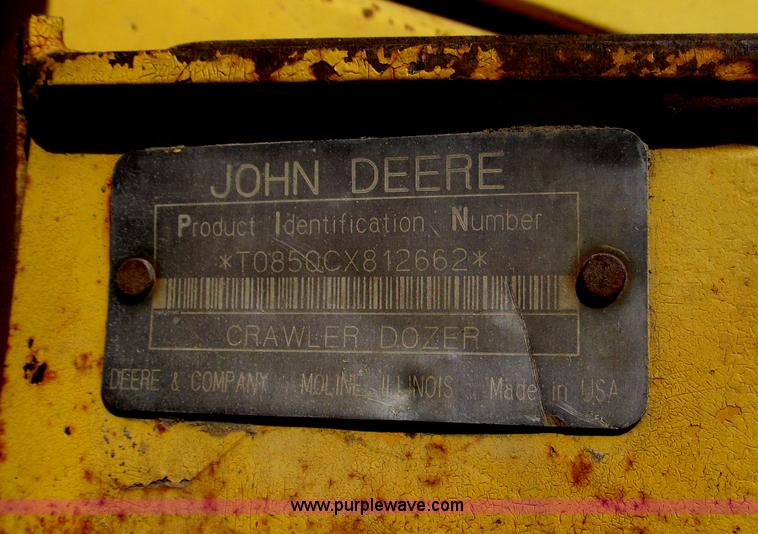 JOHN DEERE
Product Identification Number
*T0850CX812662*
CRAWLER DOZER
DEERE & COMPANY MOLINE, ILLINOIS Made in USA
www.purplewave.com